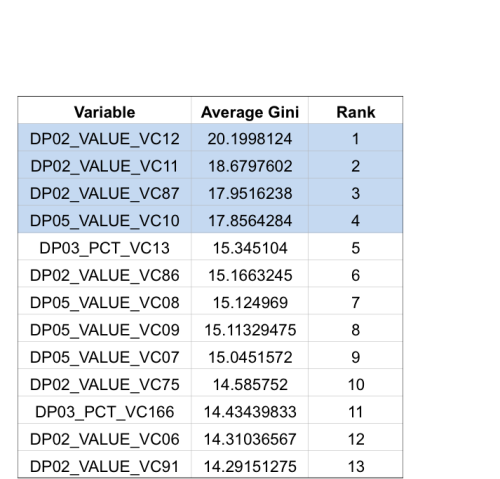 Variable Average Gini Rank
DP02_VALUE_VC12 20.1998124 1
DP02_VALUE_VC11 18.6797602 2
DP02_VALUE_VC87 17.9516238 3
DP05_VALUE_VC10 17.8564284 4
DP03_PCT_VC13 15.345104 5
DP02_VALUE_VC86 15.1663245 6
DP05_VALUE_VC08 15.124969 7
DP05_VALUE_VC09 15.11329475 8
DP05_VALUE_VC07 15.0451572 9
DP02_VALUE_VC75 14.585752 10
DP03_PCT_VC166 14.43439833 11
DP02_VALUE_VC06 14.31036567 12
DP02_VALUE_VC91 14.29151275 13